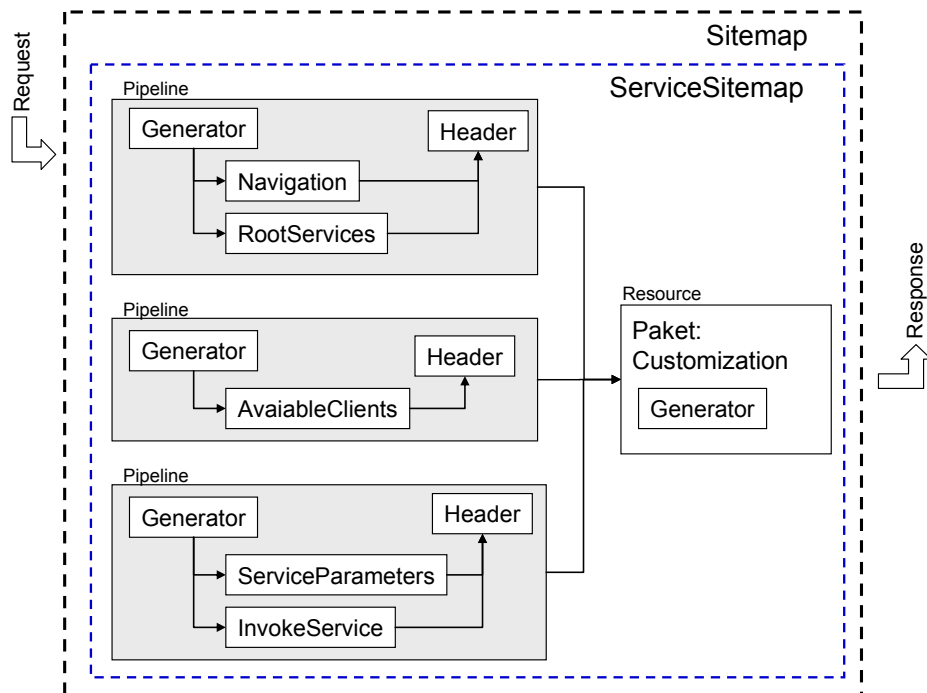 Sitemap
Request
ServiceSitemap
Pipeline
Generator
Header
Navigation
RootServices
Pipeline
Generator
Header
AvaiableClients
Pipeline
Generator
Header
ServiceParameters
InvokeService
Resource
Paket:
Customization
Generator
Response